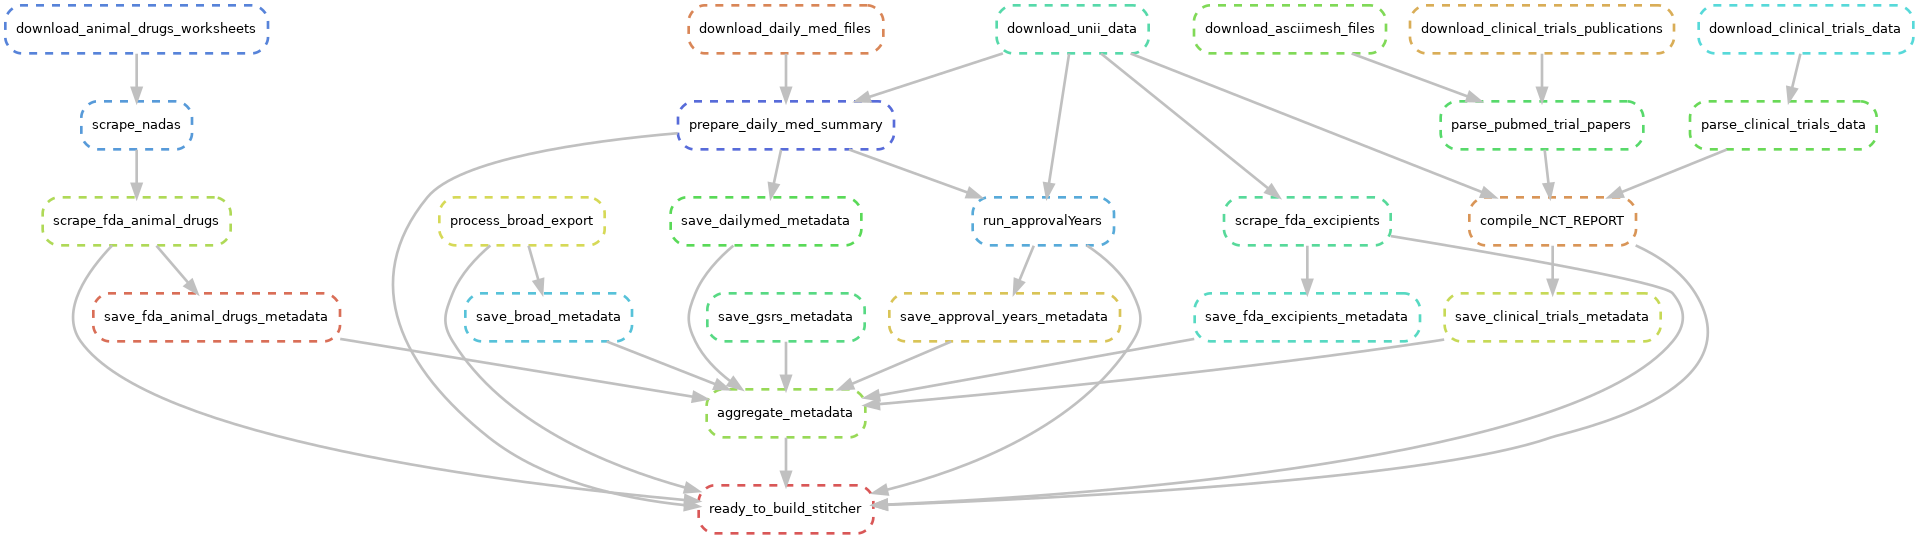 download_animal_drugs_worksheets
download_daily_med_files
download_unii_data
download_asciimesh_files
download_clinical_trials_publications
download_clinical_trials_data
scrape_nadas
prepare_daily_med_summary
parse_pubmed_trial_papers
parse_clinical_trials_data
scrape_fda_animal_drugs
process_broad_export
save_dailymed_metadata
run_approvalYears
scrape_fda_excipients
compile_NCT_REPORT
save_fda_animal_drugs_metadata
save_broad_metadata
save_gsrs_metadata
save_approval_years_metadata
save_fda_excipients_metadata
save_clinical_trials_metadata
aggregate_metadata
ready_to_build_stitcher